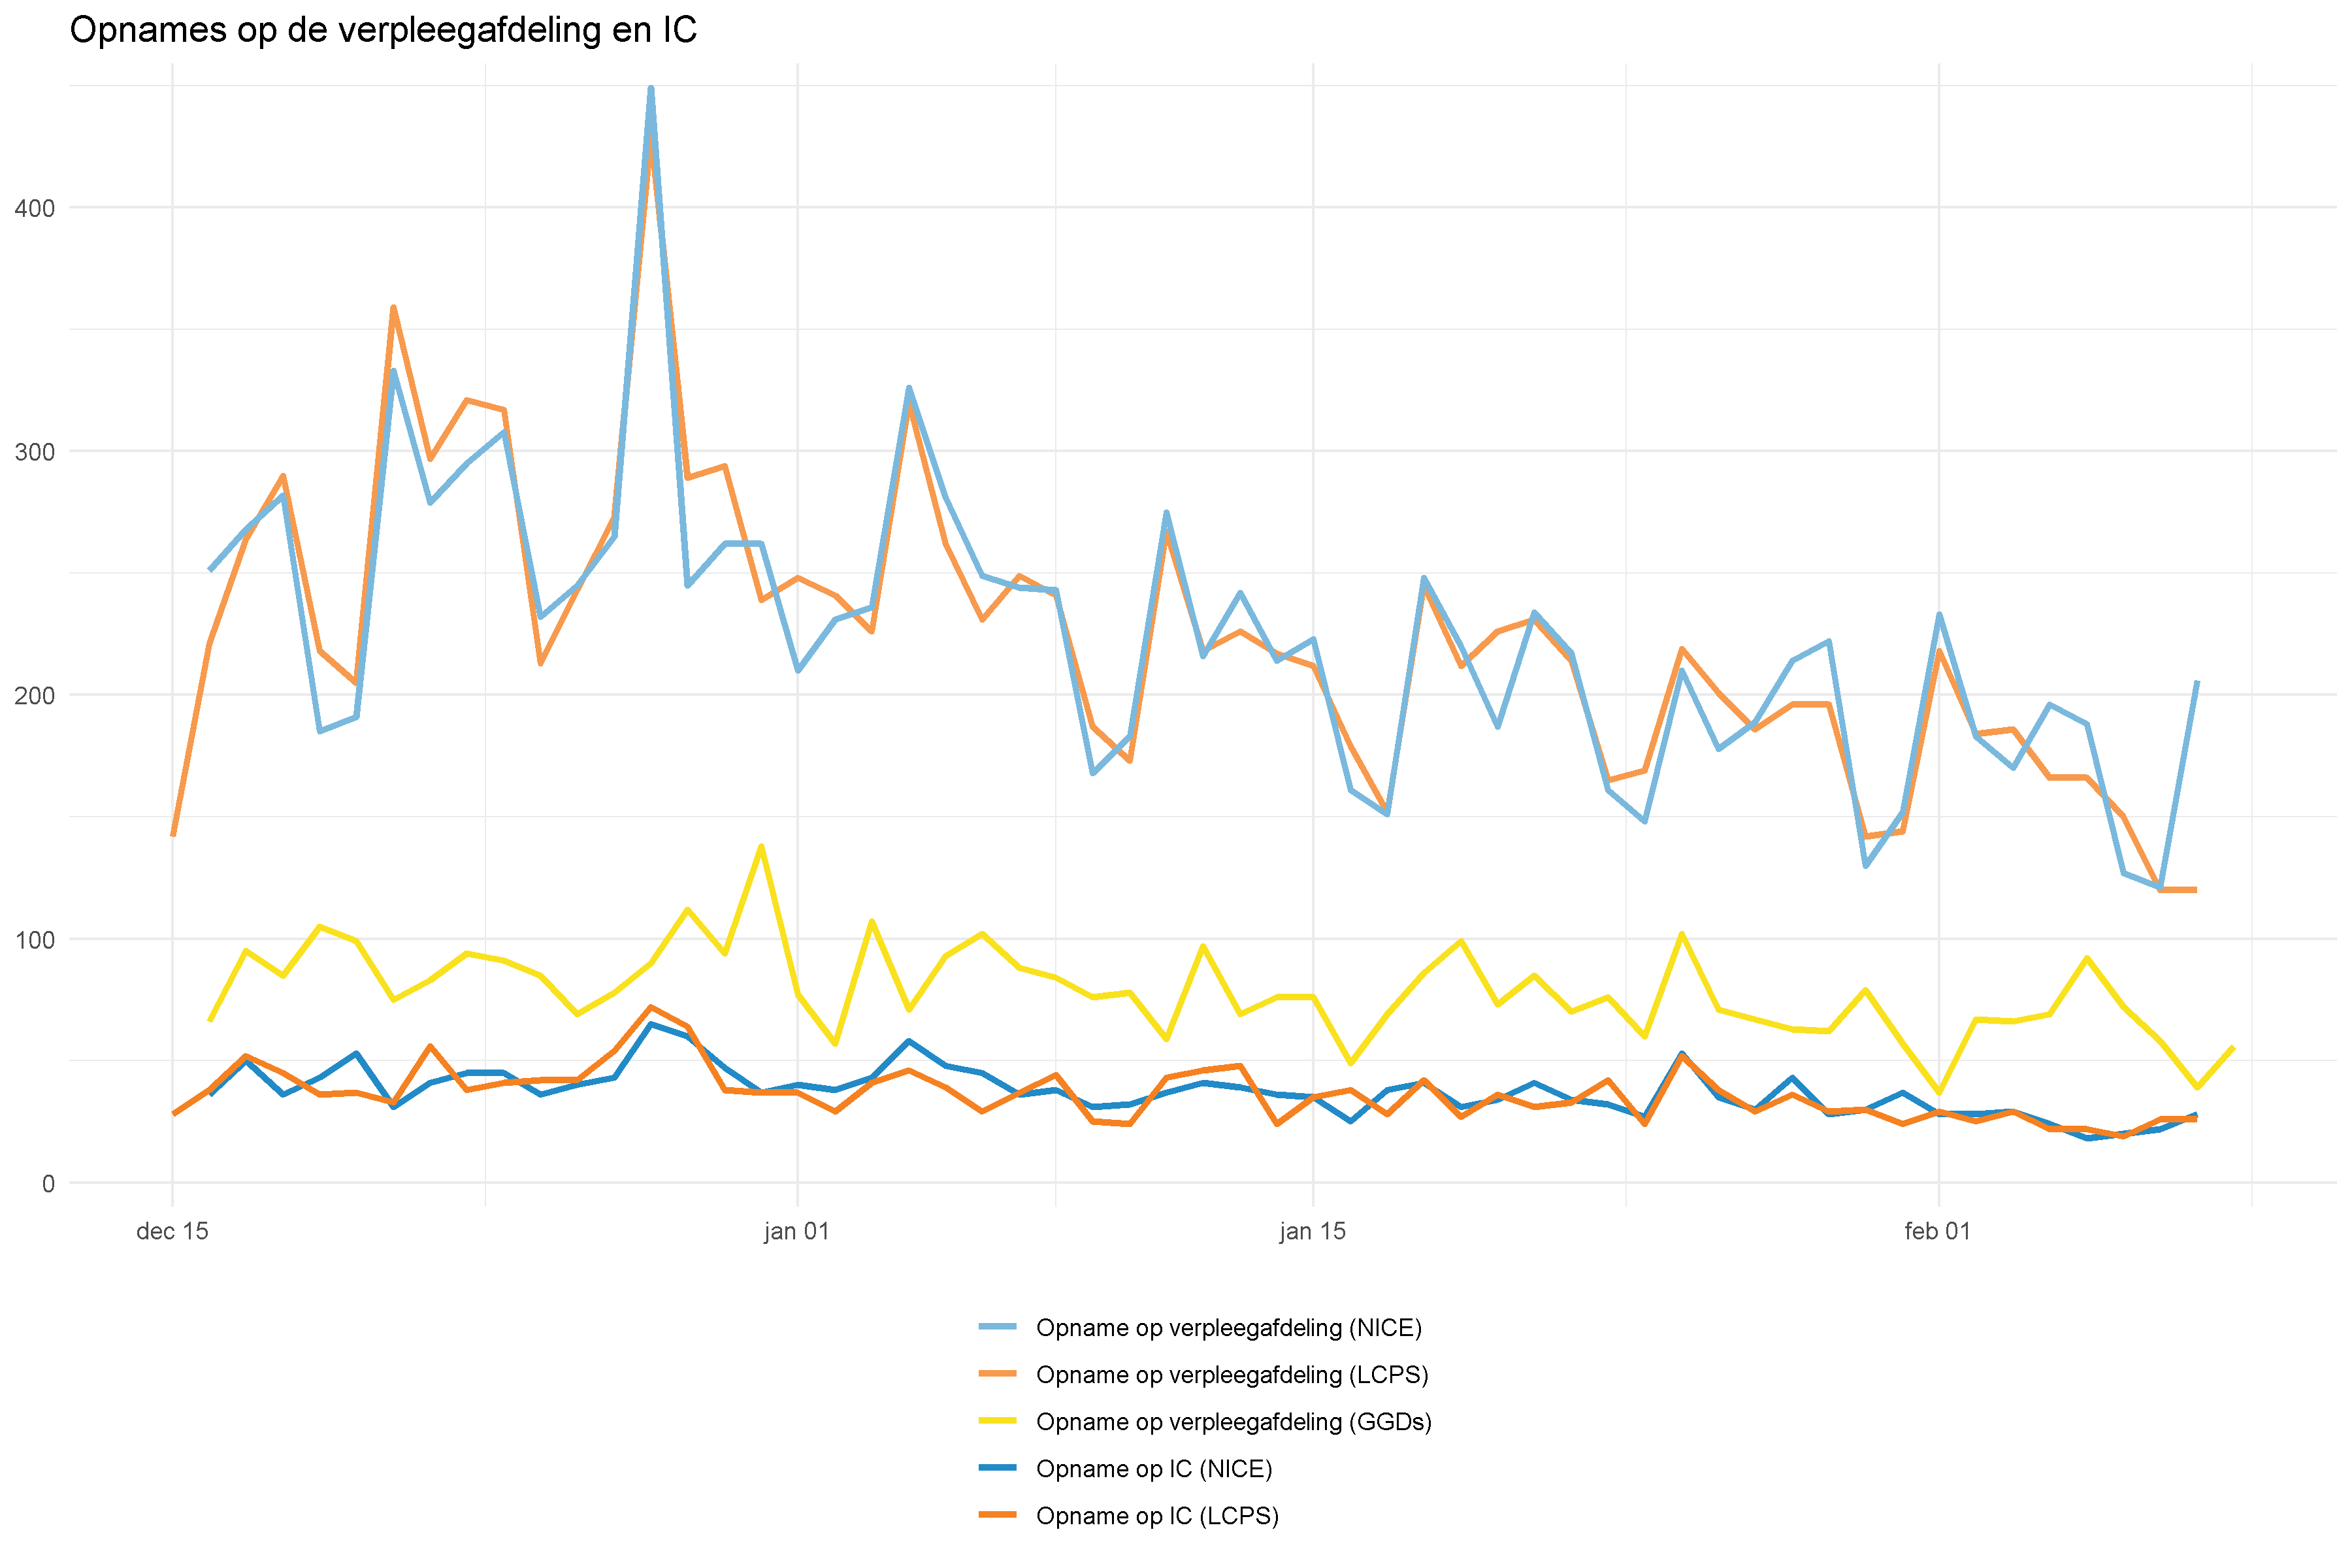 Opnames op de verpleegafdeling en IC
400
300
200
100
0
dec 15
jan 01
jan 15
feb 01
Opname op verpleegafdeling (NICE)
Opname op verpleegafdeling (LCPS)
Opname op verpleegafdeling (GGDs)
Opname op IC (NICE)
Opname op IC (LCPS)